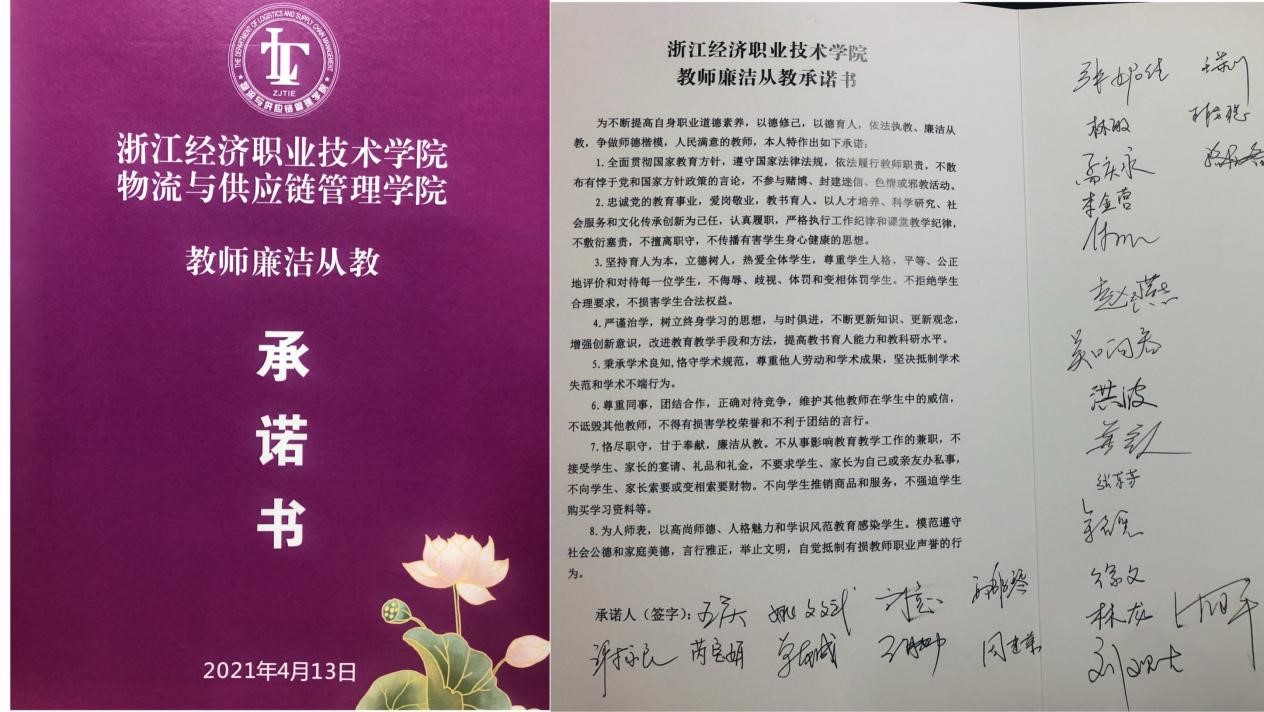 THE DEPARTMENT OF LOGISTICS AND SUPPLY CHAIN MANAGEMENT
ZJTIE
物流与供应链管理学院
浙江经济职业技术学院
物流与供应链管理学院
教师廉洁从教
承
诺
书
2021年4月13日
浙江经济职业技术学院
教师廉洁从教承诺书
为不断提高自身职业道德素养，以德修己，以德育人，依法执教、廉洁从
教，争做师德楷模，人民满意的教师，本人特作出如下承诺：
1.全面贯彻国家教育方针，遵守国家法律法规，依法履行教师职责，不散
布有悖于党和国家方针政策的言论，不参与赌博、封建迷信、色情或邪教活动。
2.忠诚党的教育事业，爱岗敬业，教书育人，以人才培养、科学研究、社
会服务和文化传承创新为己任，认真履职，严格执行工作纪律和课堂教学纪律，
不敷衍塞责，不擅离职守，不传播有害学生身心健康的思想。
3.坚持育人为本，立德树人，热爱全体学生，尊重学生人格，平等、公正
地评价和对待每一位学生，不侮辱、歧视、体罚和变相体罚学生。不拒绝学生
合理要求，不损害学生合法权益。
4.严谨治学，树立终身学习的思想，与时俱进，不断更新知识、更新观念，
增强创新意识，改进教育教学手段和方法，提高教书育人能力和教科研水平。
5.秉承学术良知，恪守学术规范，尊重他人劳动和学术成果，坚决抵制学术
失范和学术不端行为。
6.尊重同事，团结合作，正确对待竞争，维护其他教师在学生中的威信，
不诋毁其他教师，不得有损害学校荣誉和不利于团结的言行。
7.恪尽职守，甘于奉献，廉洁从教。不从事影响教育教学工作的兼职，不
接受学生、家长的宴请、礼品和礼金，不要求学生、家长为自己或亲友办私事，
不向学生、家长索要或变相索要财物。不向学生推销商品和服务，不强迫学生
购买学习资料等。
8.为人师表，以高尚师德、人格魅力和学识风范教育感染学生。模范遵守
社会公德和家庭美德，言行雅正，举止文明，自觉抵制有损教师职业声誉的行
为。
承诺人（签字）：
林敏
孟庆永
洪波
徐文
林龙